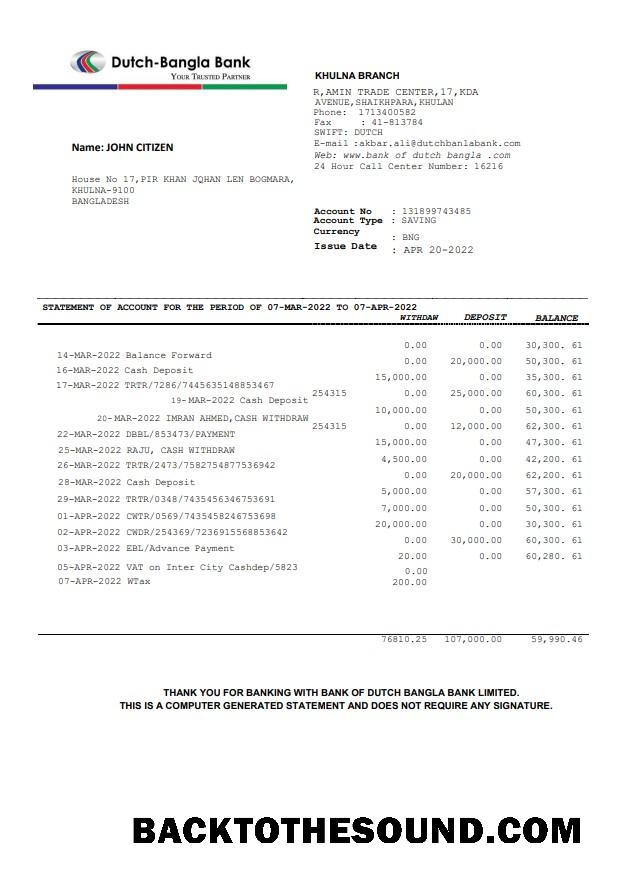 Dutch-Bangla Bank
YOUR TRUSTED PARTNER
KHULNA BRANCH
R,AMIN TRADE CENTER,17,KDA
AVENUE,SHAIKHPARA,KHULAN
Phone: 1713400582
Fax : 41-813784
SWIFT: DUTCH
E-mail :akbar.ali@dutchbanlabank.com
Web: www.bank of dutch bangla .com
24 Hour Call Center Number: 16216
Name: JOHN CITIZEN
House No 17,PIR KHAN JQHAN LEN BOGMARA,
KHULNA-9100
BANGLADESH
Account No : 131899743485
Account Type : SAVING
Currency : BNG
Issue Date : APR 20-2022
STATEMENT OF ACCOUNT FOR THE PERIOD OF 07-MAR-2022 TO 07-APR-2022
WITHDAW DEPOSIT BALANCE
0.00 0.00 30,300. 61
14-MAR-2022 Balance Forward
0.00 20,000.00 50,300. 61
16-MAR-2022 Cash Deposit
15,000.00 0.00 35,300. 61
17-MAR-2022 TRTR/7286/7445635148853467
254315 0.00 25,000.00 60,300. 61
19-MAR-2022 Cash Deposit
10,000.00 0.00 50,300. 61
20-MAR-2022 IMRAN AHMED,CASH WITHDRAW
254315 0.00 12,000.00 62,300. 61
22-MAR-2022 DBBL/853473/PAYMENT
15,000.00 0.00 47,300. 61
25-MAR-2022 RAJU, CASH WITHDRAW
4,500.00 0.00 42,200. 61
26-MAR-2022 TRTR/2473/7582754877536942
0.00 20,000.00 62,200. 61
28-MAR-2022 Cash Deposit
5,000.00 0.00 57,300. 61
29-MAR-2022 TRTR/0348/7435456346753691
7,000.00 0.00 50,300. 61
01-APR-2022 CWTR/0569/7435458246753698
20,000.00 0.00 30,300. 61
02-APR-2022 CWDR/254369/7236915568853642
0.00 30,000.00 60,300. 61
03-APR-2022 EBL/Advance Payment
20.00 0.00 60,280. 61
05-APR-2022 VAT on Inter City Cashdep/5823
0.00
07-APR-2022 WTax
200.00
76810.25 107,000.00 59,990.46
THANK YOU FOR BANKING WITH BANK OF DUTCH BANGLA BANK LIMITED.
THIS IS A COMPUTER GENERATED STATEMENT AND DOES NOT REQUIRE ANY SIGNATURE.
BACKTOTHESOUND.COM